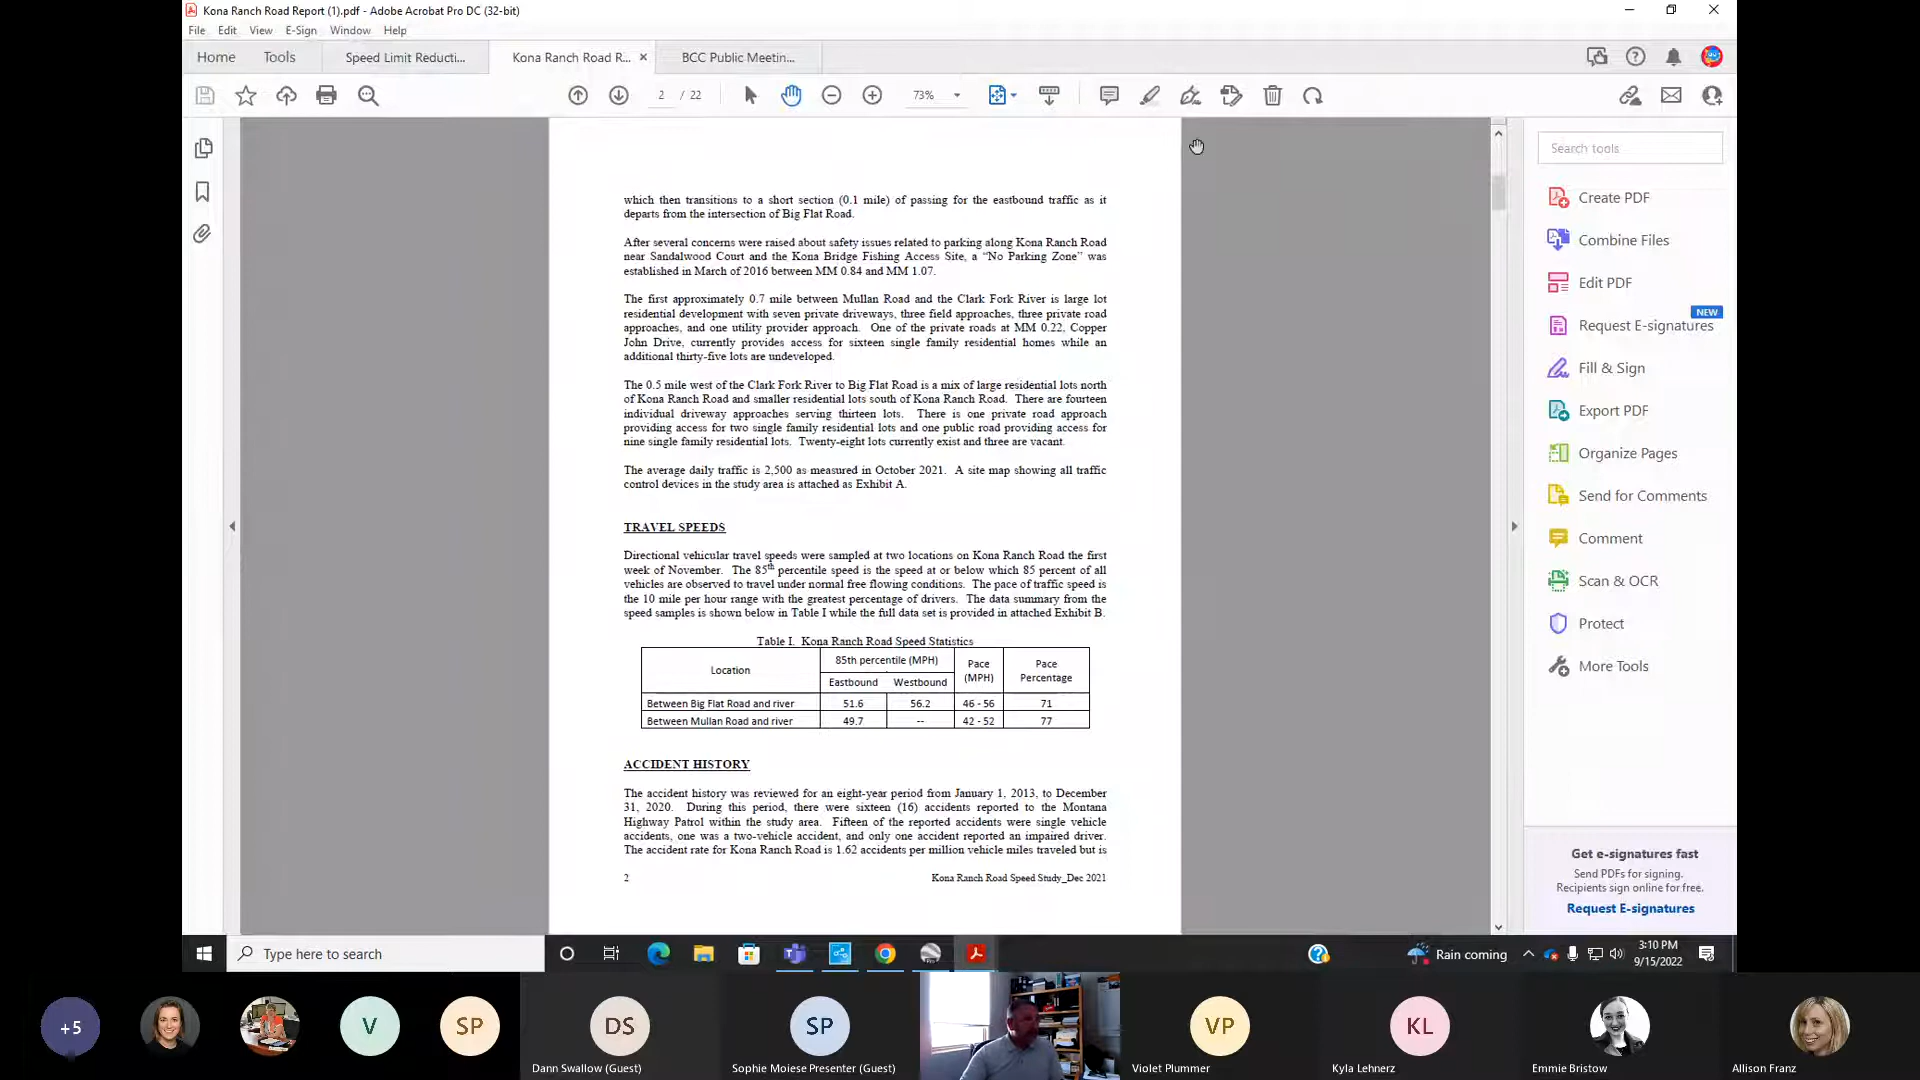 Kona Ranch Road Report (1).pdf - Adobe Acrobat Pro DC (32-bit)
File Edit View E-Sign Window Help
Home Tools Speed Limit Reducti... Kona Ranch Road R... × BCC Public Meetin...
2 / 22 73%
which then transitions to a short section (0.1 mile) of passing for the eastbound traffic as it
departs from the intersection of Big Flat Road.
After several concerns were raised about safety issues related to parking along Kona Ranch Road
near Sandalwood Court and the Kona Bridge Fishing Access Site, a “No Parking Zone” was
established in March of 2016 between MM 0.84 and MM 1.07.
The first approximately 0.7 mile between Mullan Road and the Clark Fork River is large lot
residential development with seven private driveways, three field approaches, three private road
approaches, and one utility provider approach. One of the private roads at MM 0.22, Copper
John Drive, currently provides access for sixteen single family residential homes while an
additional thirty-five lots are undeveloped.
The 0.5 mile west of the Clark Fork River to Big Flat Road is a mix of large residential lots north
of Kona Ranch Road and smaller residential lots south of Kona Ranch Road. There are fourteen
individual driveway approaches serving thirteen lots. There is one private road approach
providing access for two single family residential lots and one public road providing access for
nine single family residential lots. Twenty-eight lots currently exist and three are vacant.
The average daily traffic is 2,500 as measured in October 2021. A site map showing all traffic
control devices in the study area is attached as Exhibit A.
TRAVEL SPEEDS
Directional vehicular travel speeds were sampled at two locations on Kona Ranch Road the first
week of November. The 85th percentile speed is the speed at or below which 85 percent of all
vehicles are observed to travel under normal free flowing conditions. The pace of traffic speed is
the 10 mile per hour range with the greatest percentage of drivers. The data summary from the
speed samples is shown below in Table I while the full data set is provided in attached Exhibit B.
Table I. Kona Ranch Road Speed Statistics
Location 85th percentile (MPH) Pace (MPH) Pace Percentage
Eastbound Westbound
Between Big Flat Road and river 51.6 56.2 46 - 56 71
Between Mullan Road and river 49.7 -- 42 - 52 77
ACCIDENT HISTORY
The accident history was reviewed for an eight-year period from January 1, 2013, to December
31, 2020. During this period, there were sixteen (16) accidents reported to the Montana
Highway Patrol within the study area. Fifteen of the reported accidents were single vehicle
accidents, one was a two-vehicle accident, and only one accident reported an impaired driver.
The accident rate for Kona Ranch Road is 1.62 accidents per million vehicle miles traveled but is
2 Kona Ranch Road Speed Study_Dec 2021
Search tools
Create PDF
Combine Files
Edit PDF
NEW
Request E-signatures
Fill & Sign
Export PDF
Organize Pages
Send for Comments
Comment
Scan & OCR
Protect
More Tools
Get e-signatures fast
Send PDFs for signing.
Recipients sign online for free.
Request E-signatures
Type here to search
Rain coming
3:10 PM
9/15/2022
+5 V SP DS SP VP KL
Dann Swallow (Guest) Sophie Moiese Presenter (Guest) Violet Plummer Kyla Lehnerz Emmie Bristow Allison Franz